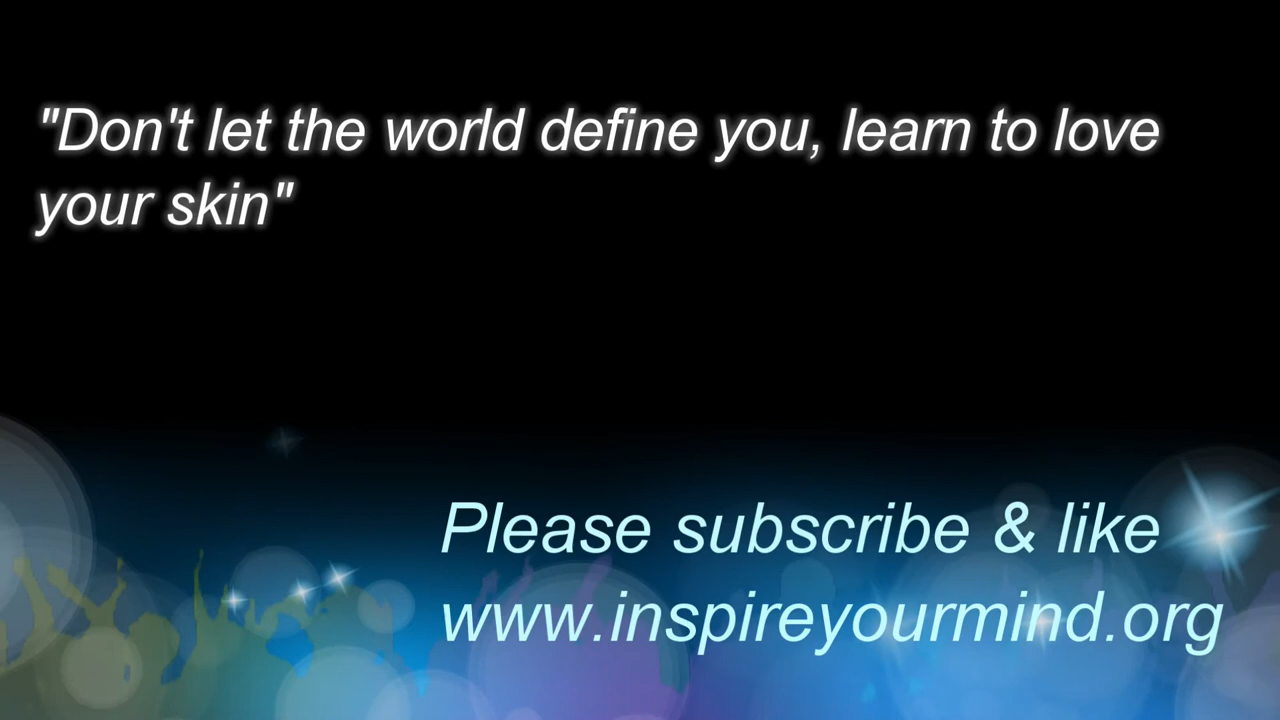 "Don't let the world define you, learn to love
your skin"
Please subscribe & like
www.inspireyourmind.org